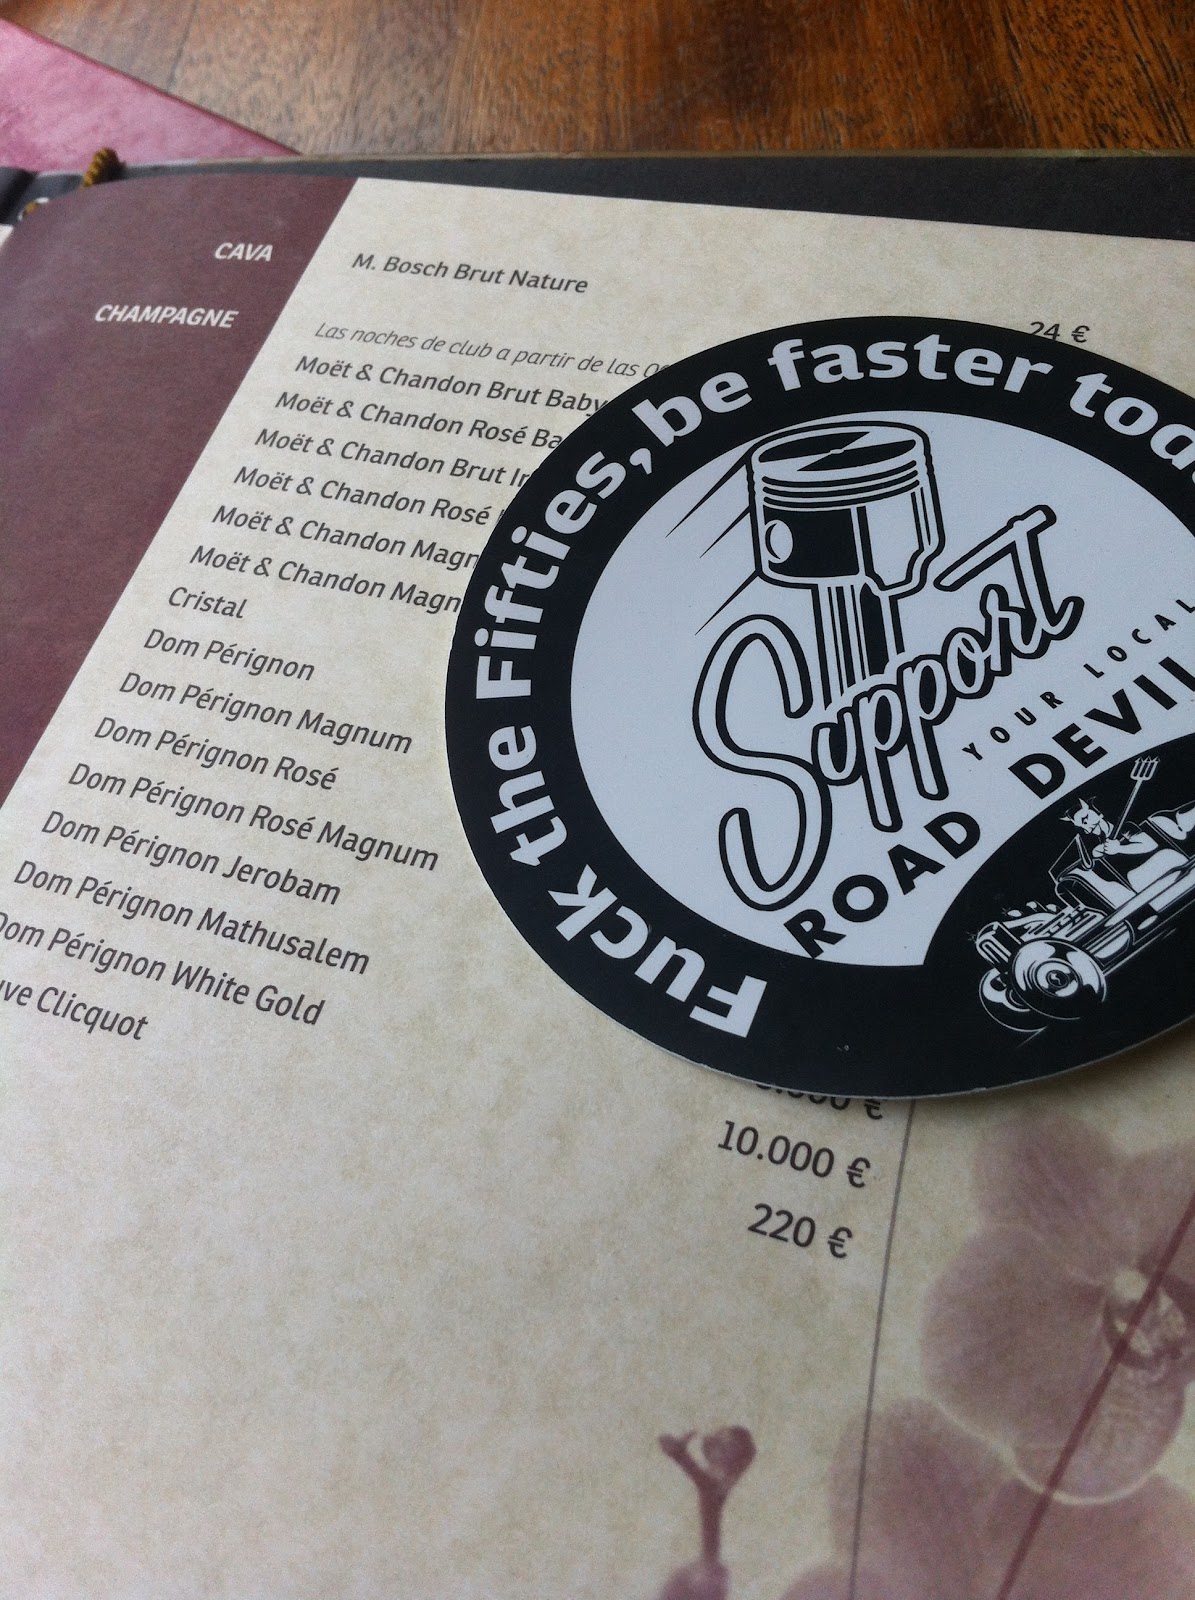 CAVA
M. Bosch Brut Nature
24 €
CHAMPAGNE
Las noches de club a partir de las
Moët & Chandon Brut Baby
Moët & Chandon Rosé
Moët & Chandon Brut
Moët & Chandon Rosé
Moët & Chandon
Moët & Chandon
Cristal
Dom Pérignon
Dom Pérignon Magnum
Dom Pérignon Rosé
Dom Pérignon Rosé Magnum
Dom Pérignon Jerobam
Dom Pérignon Mathusalem
Dom Pérignon White Gold
Clicquot
10.000 €
220 €
Fuck the Fifties, be faster
Support
YOUR LOCAL
ROAD DEVIL